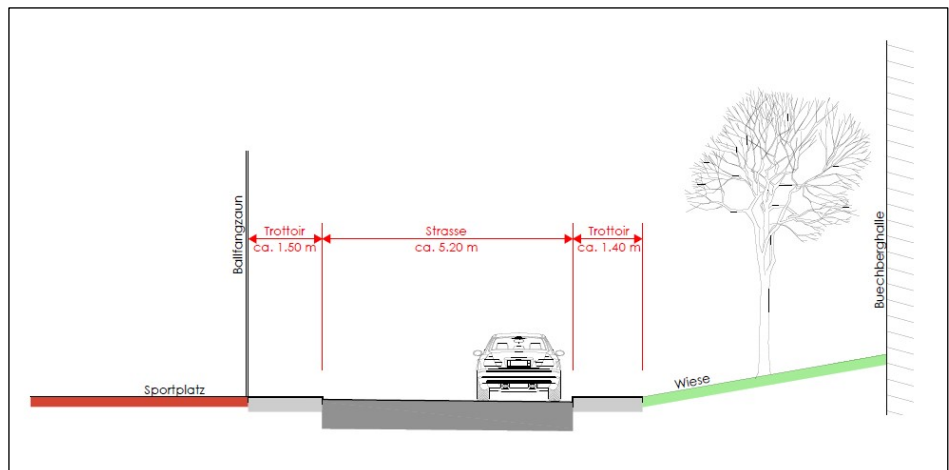 Ballfangzaun
Trottoir
ca. 1.50 m
Strasse
ca. 5.20 m
Trottoir
ca. 1.40 m
Buechberghalle
Sportplatz
Wiese